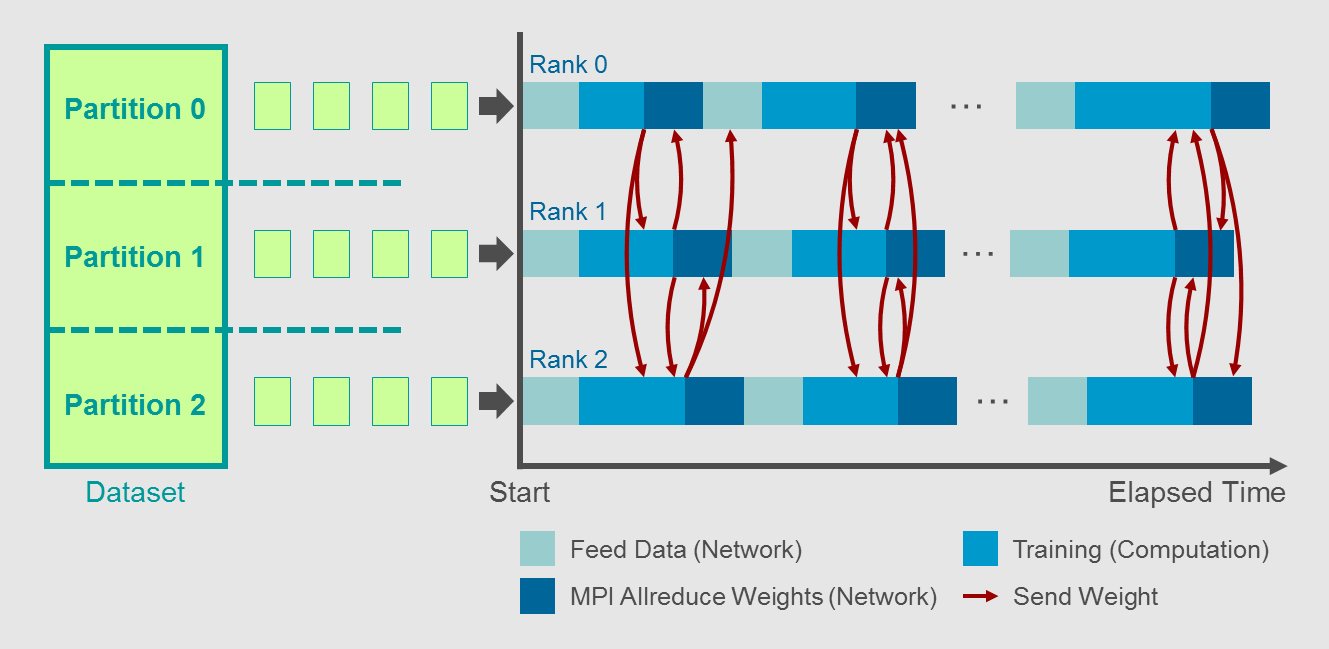 Rank 0
Partition 0
...
Rank 1
Partition 1
...
Rank 2
Partition 2
...
Dataset
Start
Elapsed Time
Feed Data (Network)
Training (Computation)
MPI Allreduce Weights (Network)
Send Weight